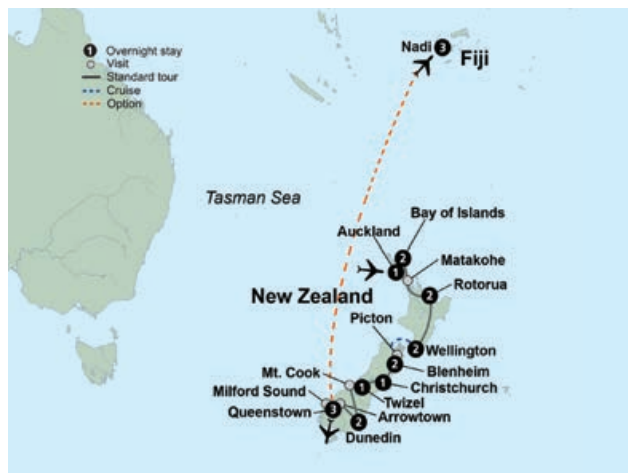 1 Overnight stay
Visit
Standard tour
Cruise
Option
Nadi 3
Fiji
Tasman Sea
Bay of Islands
2
Auckland
1
Matakohe
2
Rotorua
New Zealand
Picton
2 Wellington
2
Blenheim
Mt. Cook
1
1
Christchurch
Milford Sound
Twizel
Queenstown
3
Arrowtown
2
Dunedin